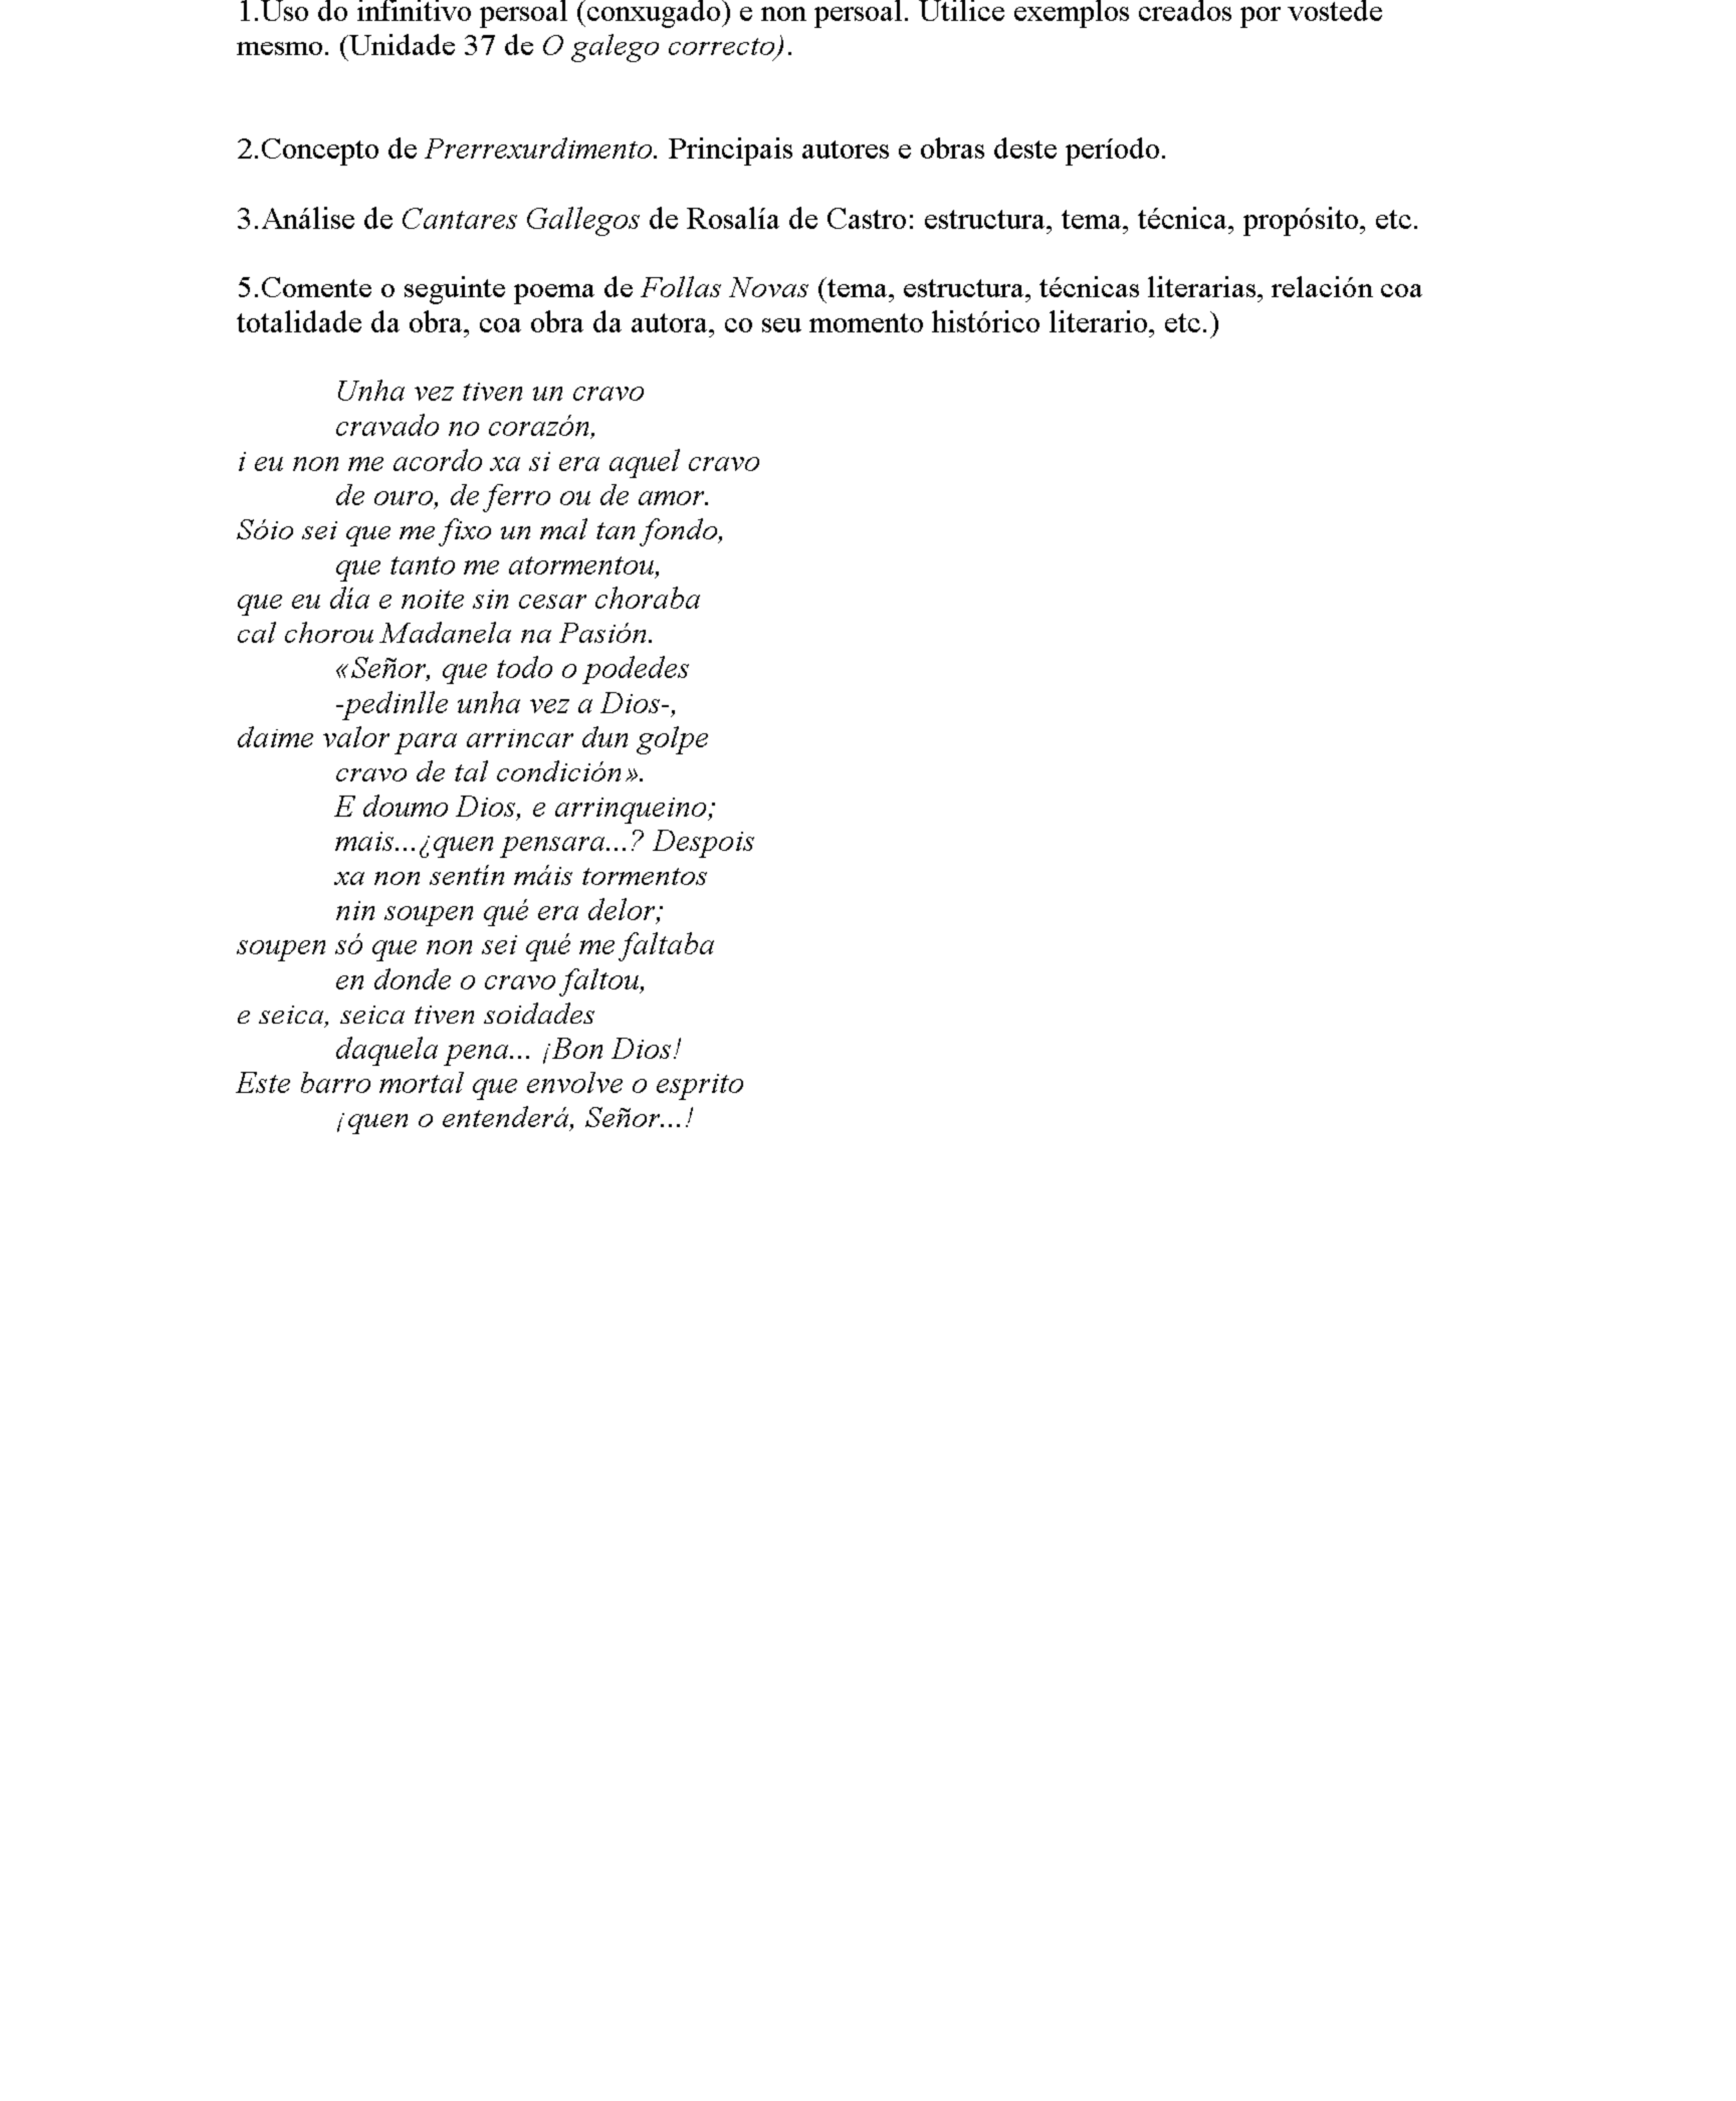 1.Uso do infinitivo persoal (conxugado) e non persoal. Utilice exemplos creados por vostede
mesmo. (Unidade 37 de O galego correcto).
2.Concepto de Prerrexurdimento. Principais autores e obras deste período.
3.Análise de Cantares Gallegos de Rosalía de Castro: estructura, tema, técnica, propósito, etc.
5.Comente o seguinte poema de Follas Novas (tema, estructura, técnicas literarias, relación coa
totalidade da obra, coa obra da autora, co seu momento histórico literario, etc.)
Unha vez tiven un cravo
cravado no corazón,
i eu non me acordo xa si era aquel cravo
de ouro, de ferro ou de amor.
Sóio sei que me fixo un mal tan fondo,
que tanto me atormentou,
que eu día e noite sin cesar choraba
cal chorou Madanela na Pasión.
«Señor, que todo o podedes
-pedinlle unha vez a Dios-,
daime valor para arrincar dun golpe
cravo de tal condición».
E doumo Dios, e arrinqueino;
mais...¿quen pensara...? Despois
xa non sentín máis tormentos
nin soupen qué era delor;
soupen só que non sei qué me faltaba
en donde o cravo faltou,
e seica, seica tiven soidades
daquela pena... ¡Bon Dios!
Este barro mortal que envolve o esprito
¡quen o entenderá, Señor...!